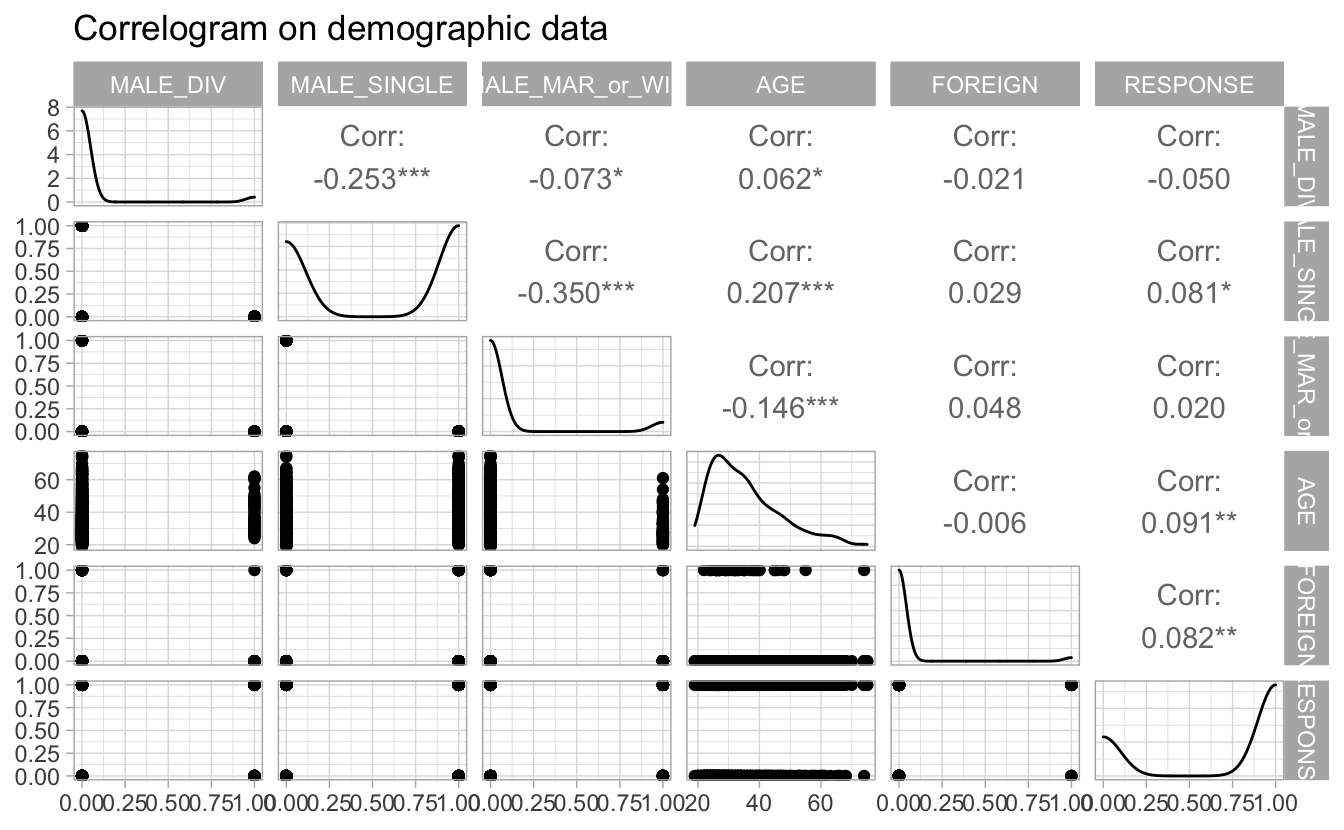 Correlogram on demographic data
MALE_DIV MALE_SINGLE MALE_MAR_or_WI AGE FOREIGN RESPONSE
8
6
4
2
0
Corr:
-0.253***
Corr:
-0.073*
Corr:
0.062*
Corr:
-0.021
Corr:
-0.050
MALE_DIV
1.00
0.75
0.50
0.25
0.00
Corr:
-0.350***
Corr:
0.207***
Corr:
0.029
Corr:
0.081*
ALE_SING
1.00
0.75
0.50
0.25
0.00
Corr:
-0.146***
Corr:
0.048
Corr:
0.020
_MAR_or
60
40
20
Corr:
-0.006
Corr:
0.091**
AGE
1.00
0.75
0.50
0.25
0.00
Corr:
0.082**
FOREIGN
1.00
0.75
0.50
0.25
0.00
RESPONS
0.00 0.25 0.50 0.75 1.00 0.00 0.25 0.50 0.75 1.00 0.00 0.25 0.50 0.75 1.00 20 40 60 0.00 0.25 0.50 0.75 1.00 0.00 0.25 0.50 0.75 1.00